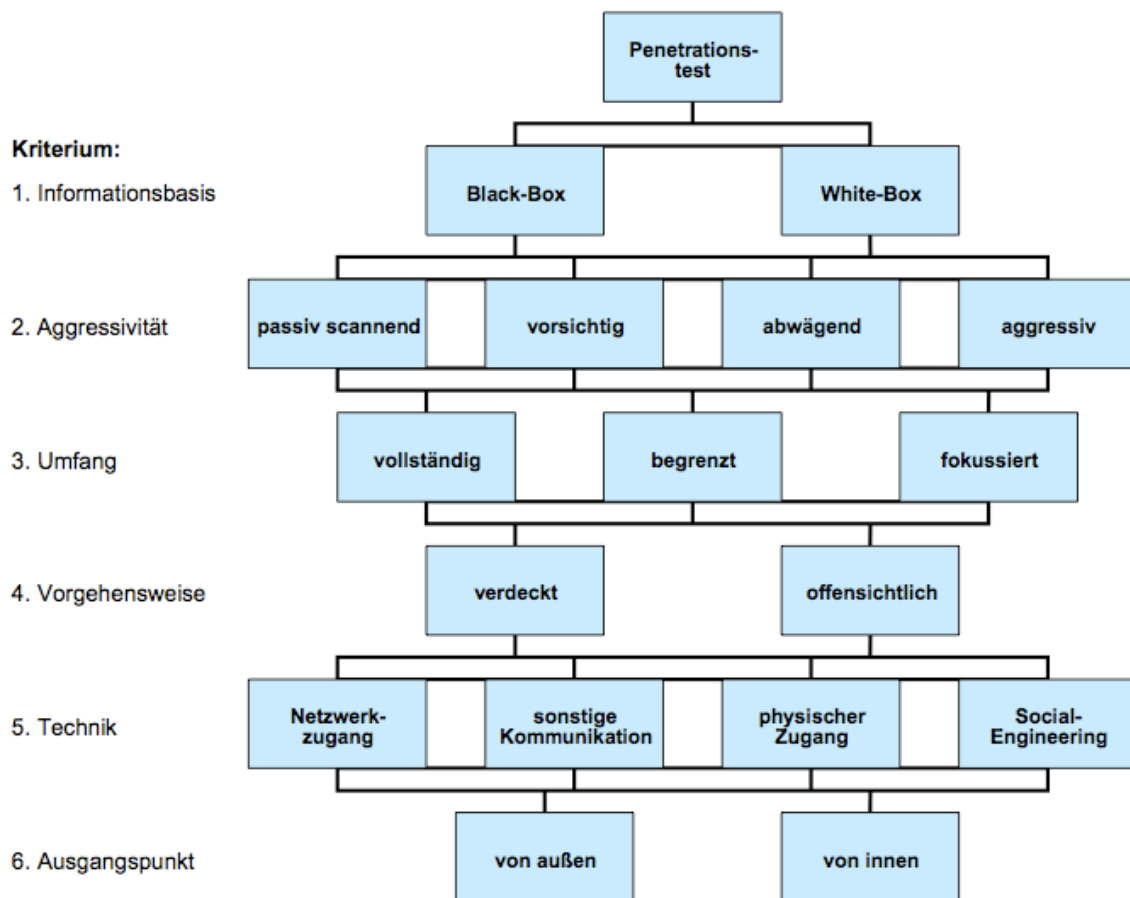 Penetrations-
test
Kriterium:
1. Informationsbasis
Black-Box
White-Box
2. Aggressivität
passiv scannend
vorsichtig
abwägend
aggressiv
3. Umfang
vollständig
begrenzt
fokussiert
4. Vorgehensweise
verdeckt
offensichtlich
5. Technik
Netzwerk-
zugang
sonstige
Kommunikation
physischer
Zugang
Social-
Engineering
6. Ausgangspunkt
von außen
von innen